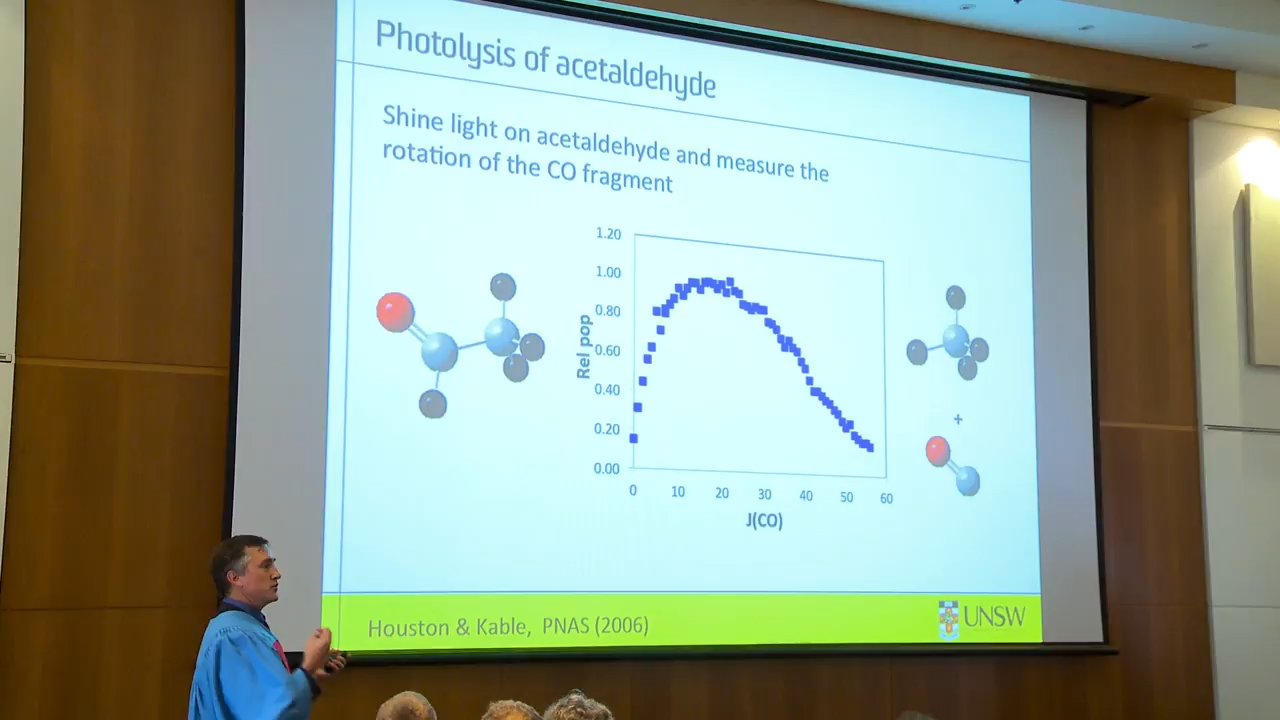 Photolysis of acetaldehyde
Shine light on acetaldehyde and measure the
rotation of the CO fragment
1.20
1.00
0.80
0.60
0.40
0.20
0.00
Rel pop
0 10 20 30 40 50 60
J(CO)
+
Houston & Kable, PNAS (2006)
UNSW